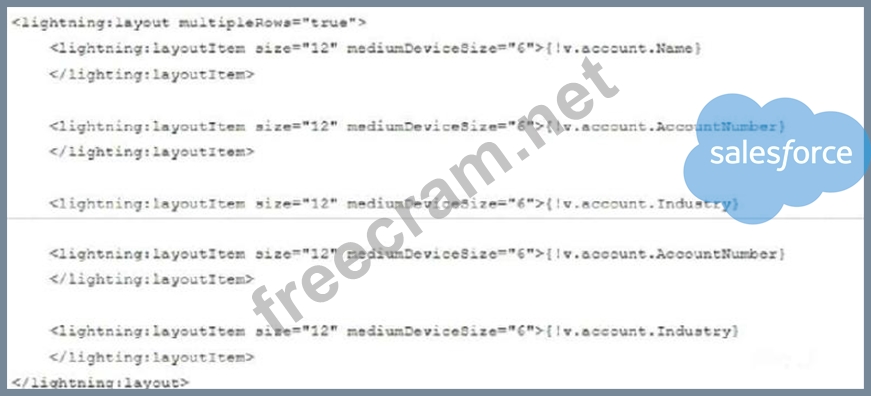 <lightning:layout multipleRows="true">
<lightning:layoutItem size="12" mediumDeviceSize="6">{!v.account.Name}
</lighting:layoutItem>
<lightning:layoutItem size="12" mediumDeviceSize="6">{!v.account.AccountNumber}
</lighting:layoutItem>
salesforce
<lightning:layoutItem size="12" mediumDeviceSize="6">{!v.account.Industry}
<lightning:layoutItem size="12" mediumDeviceSize="6">{!v.account.AccountNumber}
</lighting:layoutItem>
<lightning:layoutItem size="12" mediumDeviceSize="6">{!v.account.Industry}
</lighting:layoutItem>
</lightning:layout>
freecram.net